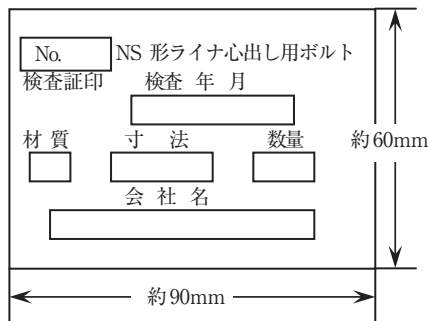 No. NS 形ライナ心出し用ボルト
検査証印 検査 年 月
材 質 寸 法 数量
約60mm
会 社 名
約90mm